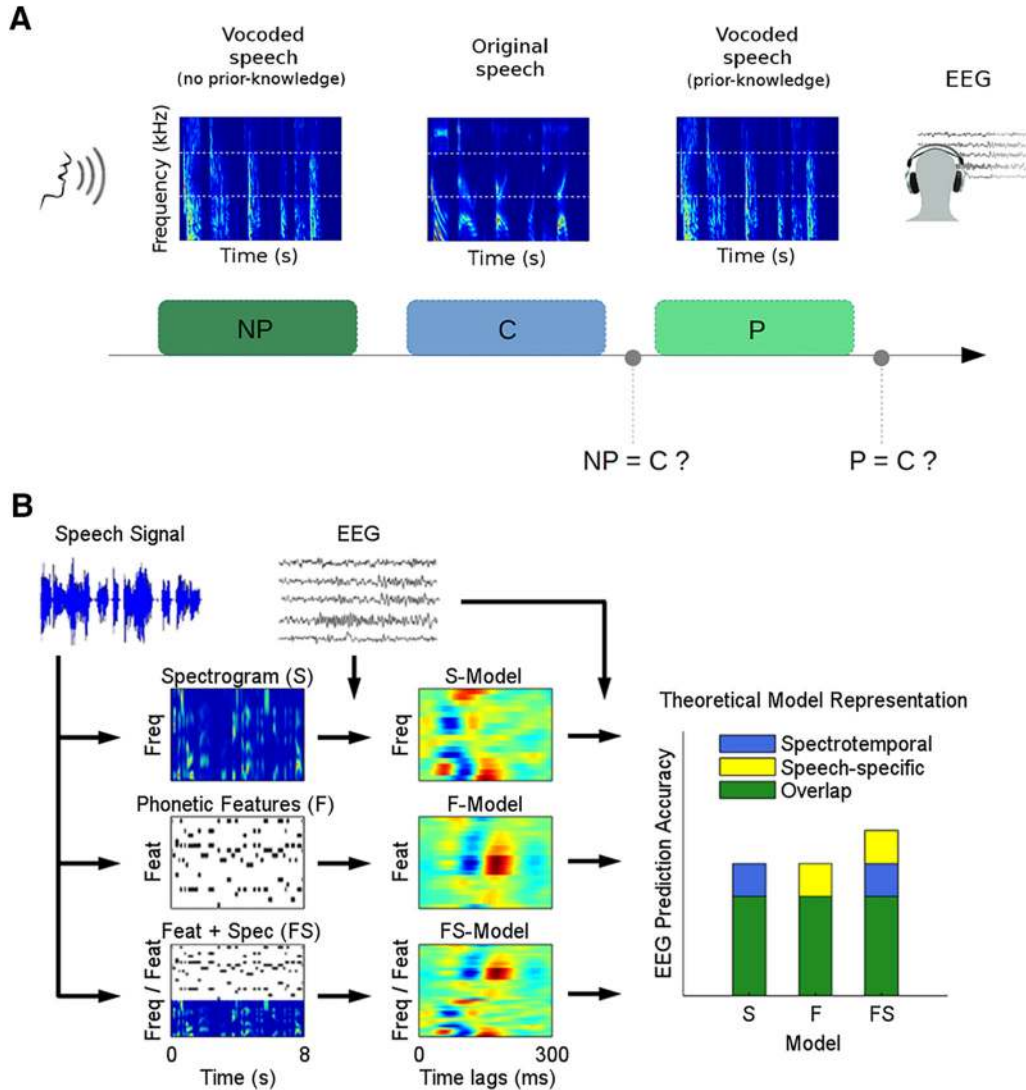 A
Vocoded
speech
(no prior-knowledge)
Original
speech
Vocoded
speech
(prior-knowledge)
EEG
Frequency (kHz)
Time (s)
Time (s)
Time (s)
NP
C
P
NP = C ?
P = C ?
B
Speech Signal
EEG
Spectrogram (S)
S-Model
Freq
Freq
Phonetic Features (F)
F-Model
Feat
Feat
Feat + Spec (FS)
FS-Model
Freq / Feat
Freq / Feat
0
8
Time (s)
0
300
Time lags (ms)
Theoretical Model Representation
Spectrotemporal
Speech-specific
Overlap
EEG Prediction Accuracy
S
F
FS
Model